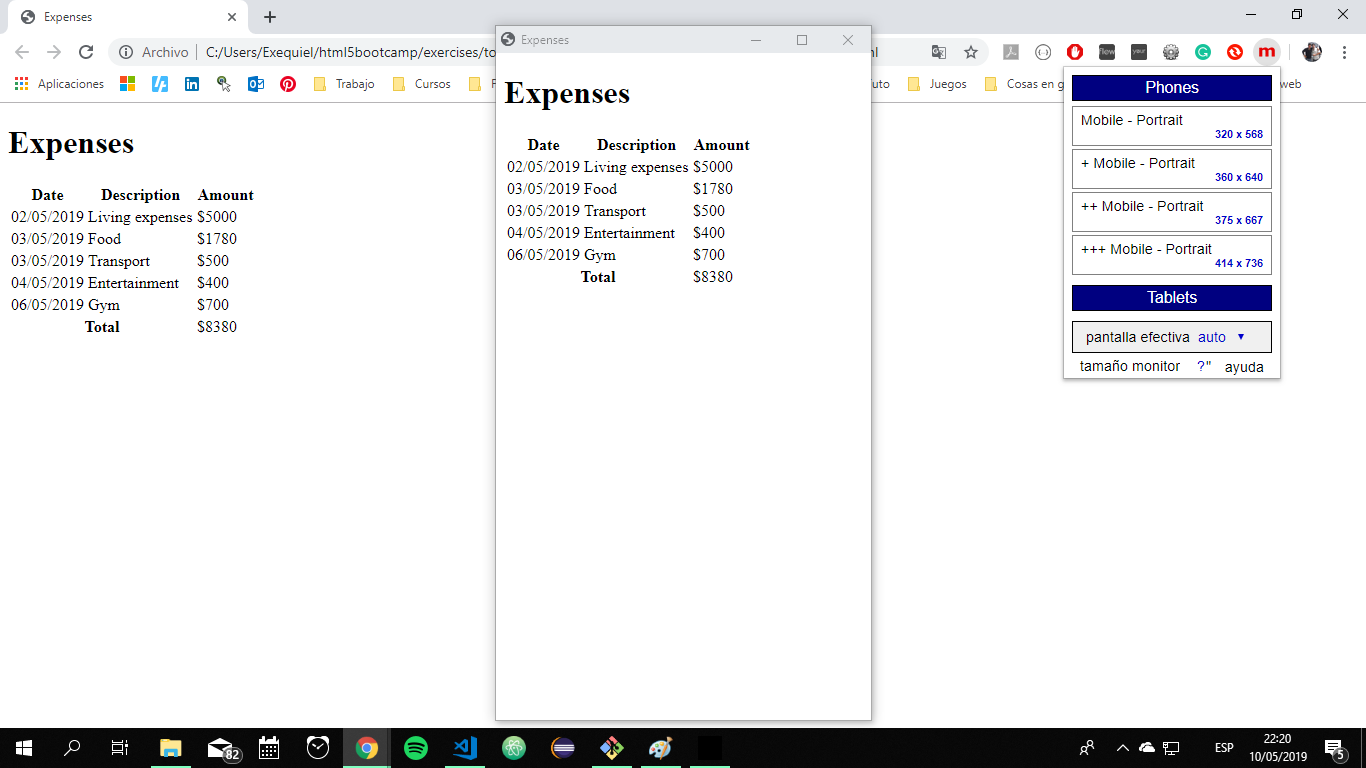 Expenses
Archivo C:/Users/Exequiel/html5bootcamp/exercises/to
Aplicaciones Trabajo Cursos
uto Juegos Cosas en g web
Expenses
Date Description Amount
02/05/2019 Living expenses $5000
03/05/2019 Food $1780
03/05/2019 Transport $500
04/05/2019 Entertainment $400
06/05/2019 Gym $700
Total $8380
Expenses
Expenses
Date Description Amount
02/05/2019 Living expenses $5000
03/05/2019 Food $1780
03/05/2019 Transport $500
04/05/2019 Entertainment $400
06/05/2019 Gym $700
Total $8380
flow
your
m
Phones
Mobile - Portrait
320 x 568
+ Mobile - Portrait
360 x 640
++ Mobile - Portrait
375 x 667
+++ Mobile - Portrait
414 x 736
Tablets
pantalla efectiva auto
tamaño monitor ?" ayuda
82
ESP
22:20
10/05/2019
5